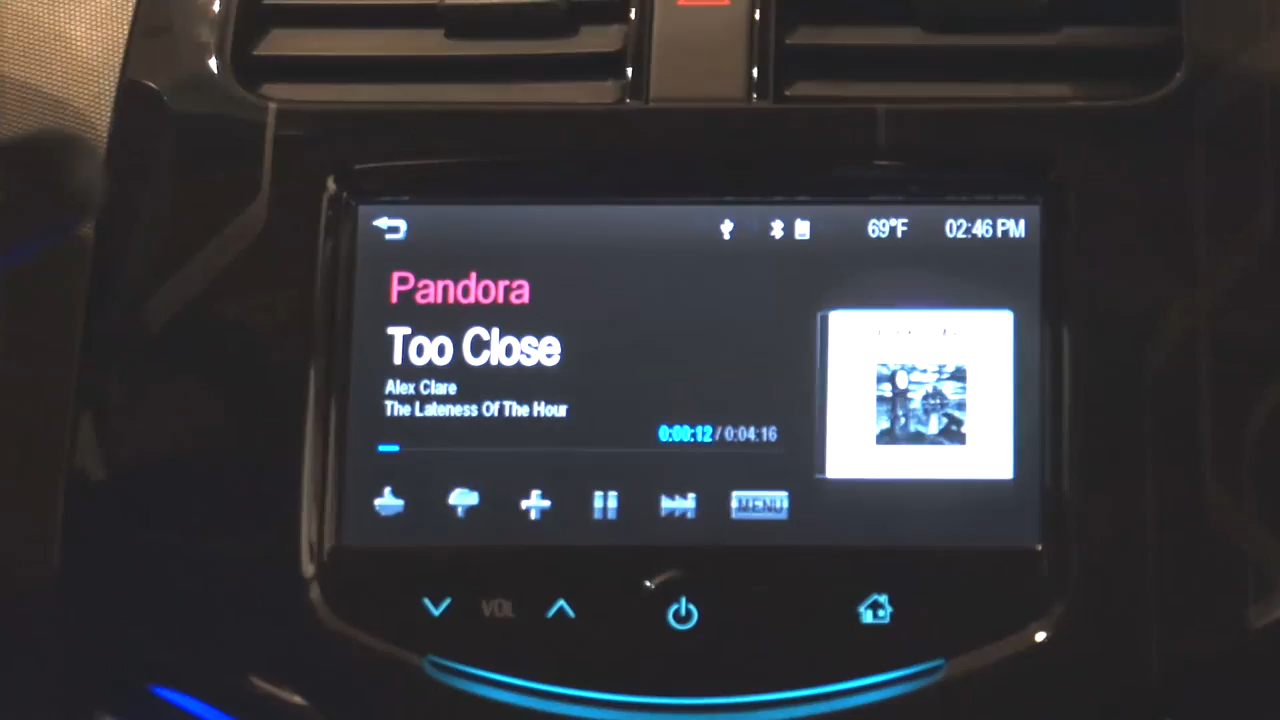 69°F 02:46 PM
Pandora
Too Close
Alex Clare
The Lateness Of The Hour
0:00:12 / 0:04:16
MENU
VOL